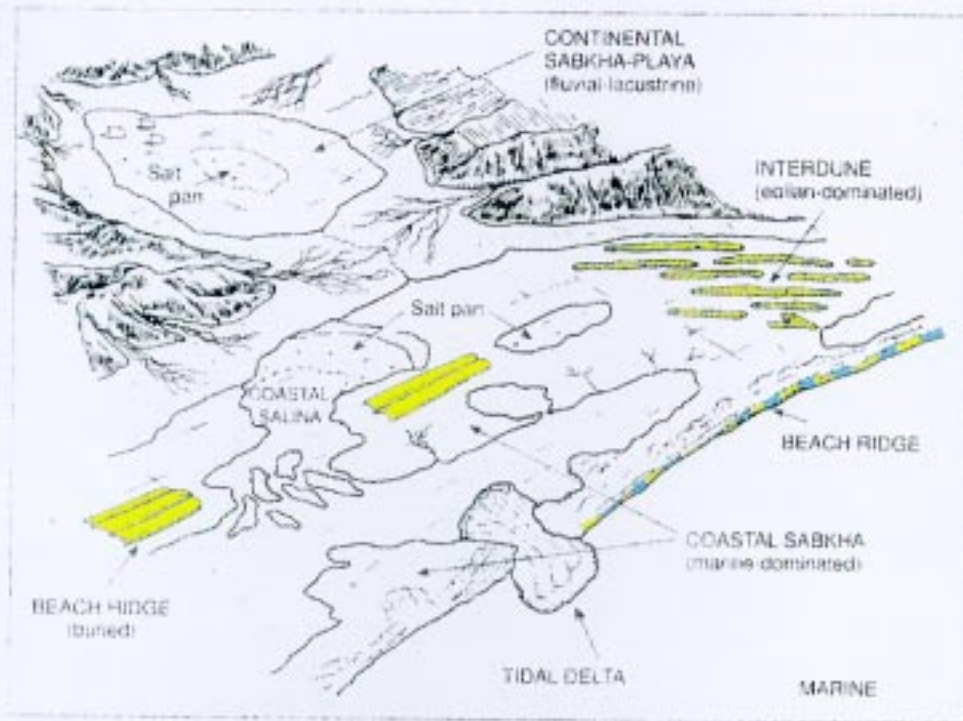 CONTINENTAL
SABKHA-PLAYA
(fluvial-lacustrine)
INTERDUNE
(eolian-dominated)
Salt
pan
Salt pan
COASTAL
SALINA
BEACH RIDGE
COASTAL SABKHA
(marine-dominated)
BEACH RIDGE
(buried)
TIDAL DELTA
MARINE